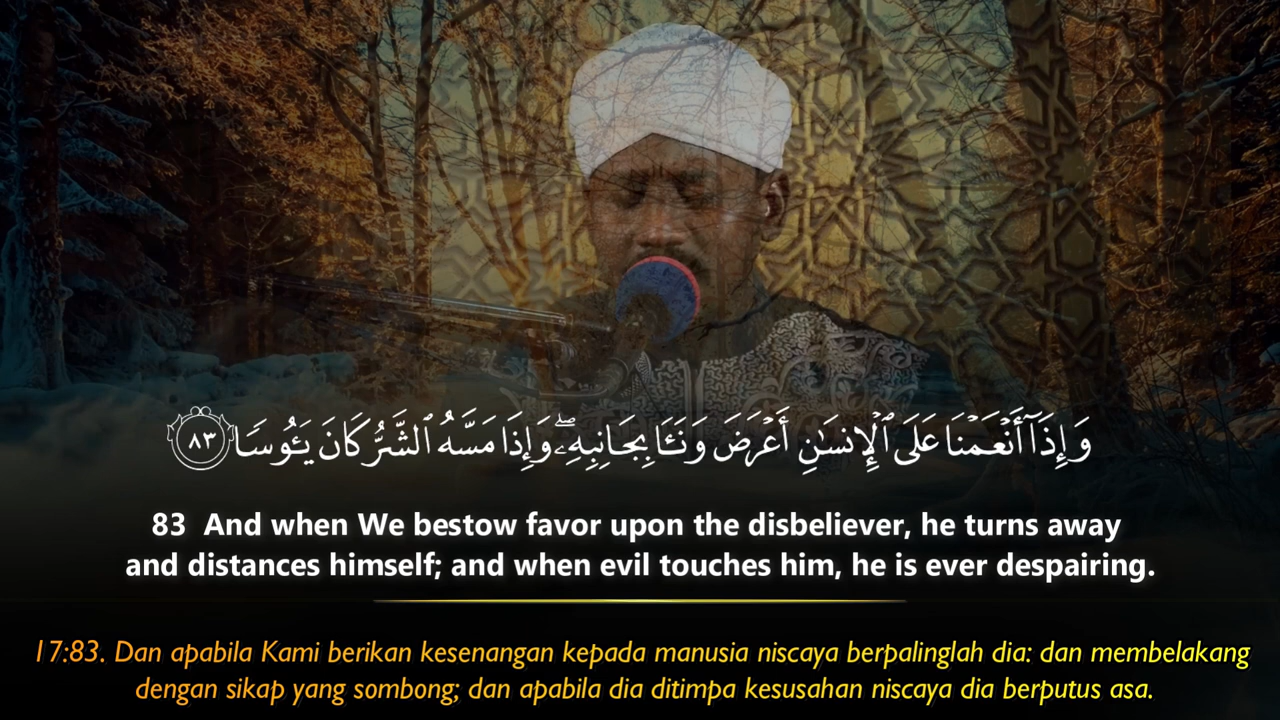 وَإِذَآ أَنْعَمْنَا عَلَى ٱلْإِنسَٰنِ أَعْرَضَ وَنَـَٔا بِجَانِبِهِۦ ۖ وَإِذَا مَسَّهُ ٱلشَّرُّ كَانَ يَـُٔوسًا ٨٣
83 And when We bestow favor upon the disbeliever, he turns away
and distances himself; and when evil touches him, he is ever despairing.
17:83. Dan apabila Kami berikan kesenangan kepada manusia niscaya berpalinglah dia: dan membelakang
dengan sikap yang sombong; dan apabila dia ditimpa kesusahan niscaya dia berputus asa.